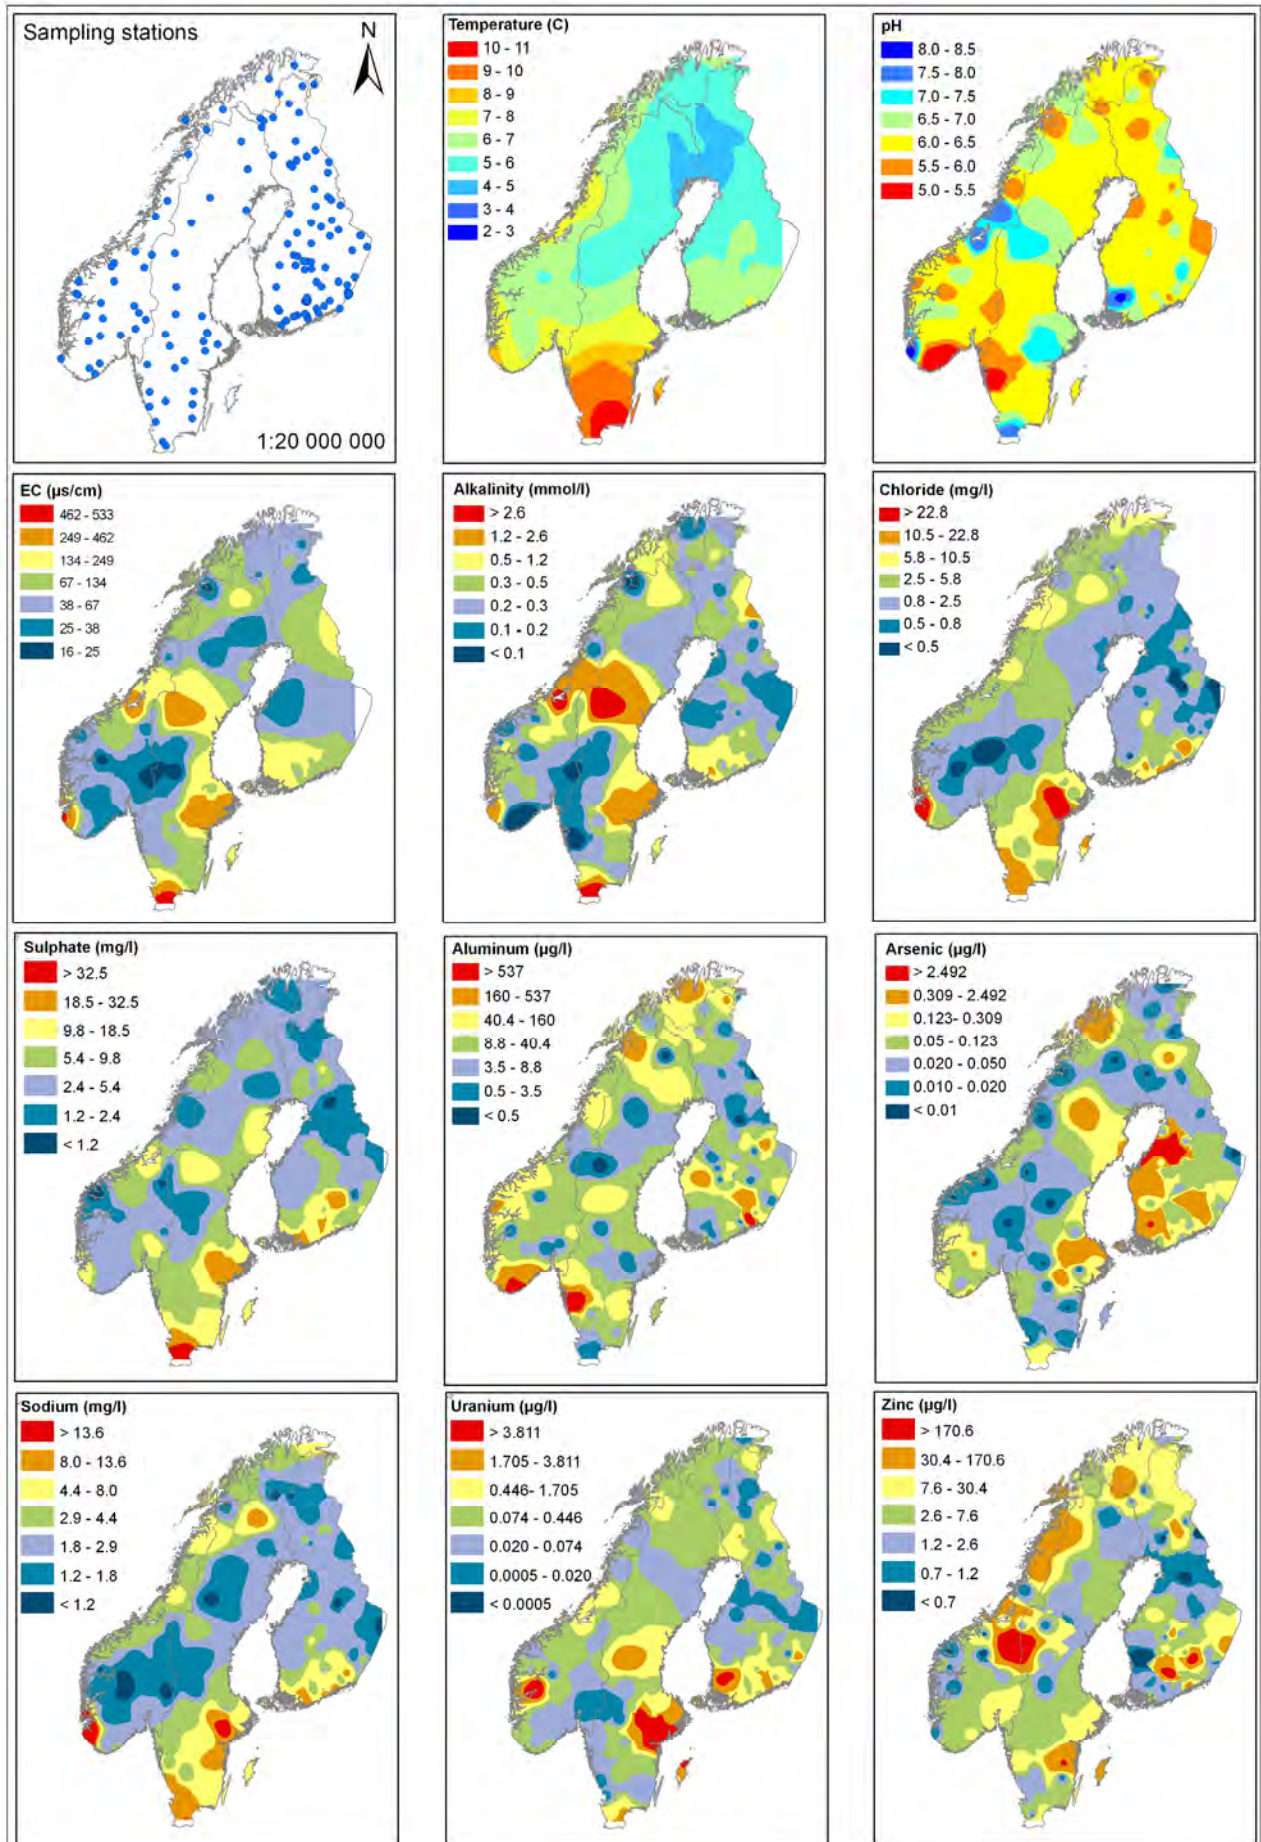 Sampling stations
N
1:20 000 000
Temperature (C)
10 - 11
9 - 10
8 - 9
7 - 8
6 - 7
5 - 6
4 - 5
3 - 4
2 - 3
pH
8.0 - 8.5
7.5 - 8.0
7.0 - 7.5
6.5 - 7.0
6.0 - 6.5
5.5 - 6.0
5.0 - 5.5
EC (µs/cm)
462 - 533
249 - 462
134 - 249
67 - 134
38 - 67
25 - 38
16 - 25
Alkalinity (mmol/l)
> 2.6
1.2 - 2.6
0.5 - 1.2
0.3 - 0.5
0.2 - 0.3
0.1 - 0.2
< 0.1
Chloride (mg/l)
> 22.8
10.5 - 22.8
5.8 - 10.5
2.5 - 5.8
0.8 - 2.5
0.5 - 0.8
< 0.5
Sulphate (mg/l)
> 32.5
18.5 - 32.5
9.8 - 18.5
5.4 - 9.8
2.4 - 5.4
1.2 - 2.4
< 1.2
Aluminum (µg/l)
> 537
160 - 537
40.4 - 160
8.8 - 40.4
3.5 - 8.8
0.5 - 3.5
< 0.5
Arsenic (µg/l)
> 2.492
0.309 - 2.492
0.123- 0.309
0.05 - 0.123
0.020 - 0.050
0.010 - 0.020
< 0.01
Sodium (mg/l)
> 13.6
8.0 - 13.6
4.4 - 8.0
2.9 - 4.4
1.8 - 2.9
1.2 - 1.8
< 1.2
Uranium (µg/l)
> 3.811
1.705 - 3.811
0.446- 1.705
0.074 - 0.446
0.020 - 0.074
0.0005 - 0.020
< 0.0005
Zinc (µg/l)
> 170.6
30.4 - 170.6
7.6 - 30.4
2.6 - 7.6
1.2 - 2.6
0.7 - 1.2
< 0.7